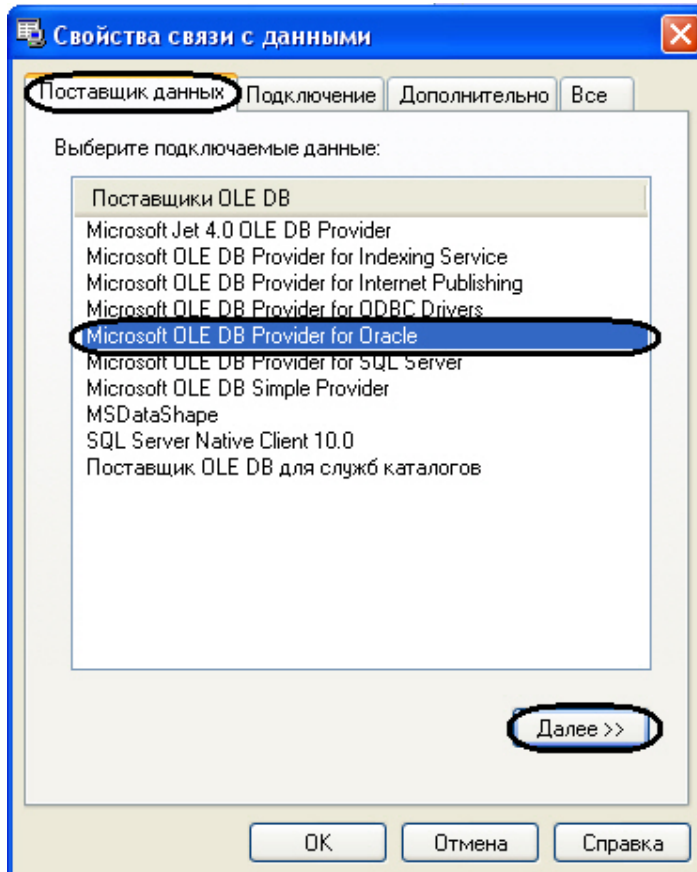 Свойства связи с данными
Поставщик данных Подключение Дополнительно Все
Выберите подключаемые данные:
Поставщики OLE DB
Microsoft Jet 4.0 OLE DB Provider
Microsoft OLE DB Provider for Indexing Service
Microsoft OLE DB Provider for Internet Publishing
Microsoft OLE DB Provider for ODBC Drivers
Microsoft OLE DB Provider for Oracle
Microsoft OLE DB Provider for SQL Server
Microsoft OLE DB Simple Provider
MSDataShape
SQL Server Native Client 10.0
Поставщик OLE DB для служб каталогов
Далее >>
OK Отмена Справка